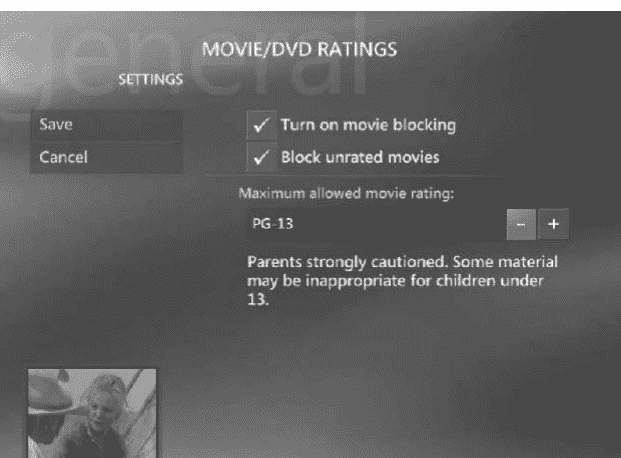 general
MOVIE/DVD RATINGS
SETTINGS
Save
Cancel
✓ Turn on movie blocking
✓ Block unrated movies
Maximum allowed movie rating:
PG-13 - +
Parents strongly cautioned. Some material
may be inappropriate for children under
13.